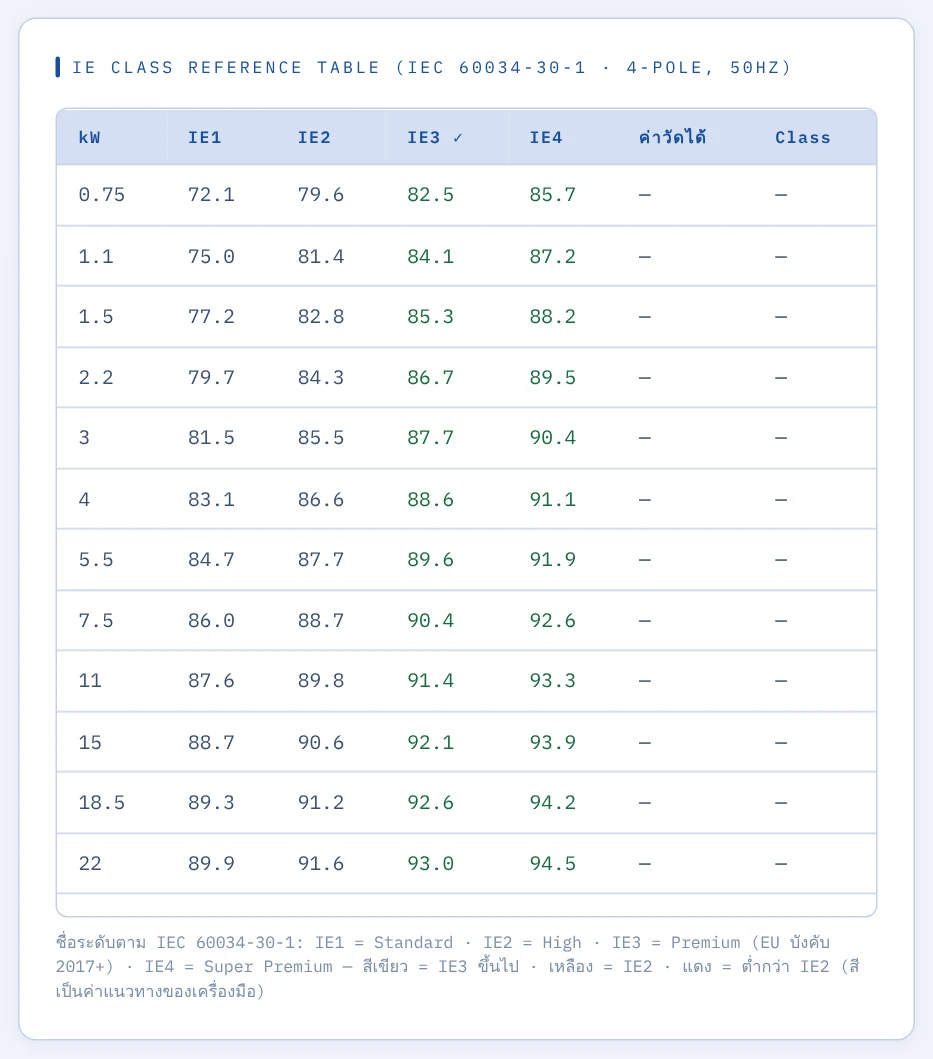 IE CLASS REFERENCE TABLE (IEC 60034-30-1 · 4-POLE, 50HZ)
kW IE1 IE2 IE3 ✓ IE4 ค่าวัดได้ Class
0.75 72.1 79.6 82.5 85.7 — —
1.1 75.0 81.4 84.1 87.2 — —
1.5 77.2 82.8 85.3 88.2 — —
2.2 79.7 84.3 86.7 89.5 — —
3 81.5 85.5 87.7 90.4 — —
4 83.1 86.6 88.6 91.1 — —
5.5 84.7 87.7 89.6 91.9 — —
7.5 86.0 88.7 90.4 92.6 — —
11 87.6 89.8 91.4 93.3 — —
15 88.7 90.6 92.1 93.9 — —
18.5 89.3 91.2 92.6 94.2 — —
22 89.9 91.6 93.0 94.5 — —
ชื่อระดับตาม IEC 60034-30-1: IE1 = Standard · IE2 = High · IE3 = Premium (EU บังคับ
2017+) · IE4 = Super Premium — สีเขียว = IE3 ขึ้นไป · เหลือง = IE2 · แดง = ต่ำกว่า IE2 (สี
เป็นค่าแนวทางของเครื่องมือ)